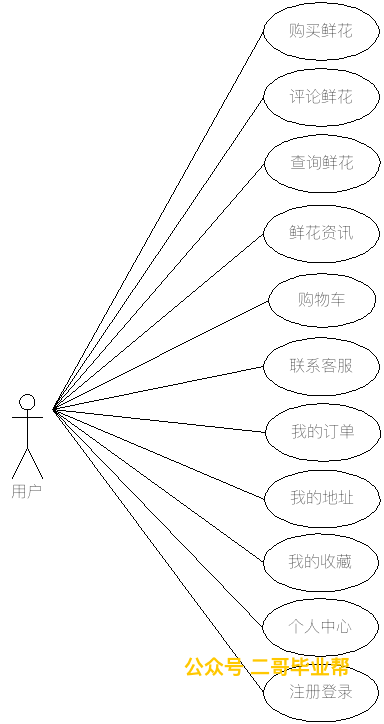 购买鲜花
评论鲜花
查询鲜花
鲜花资讯
购物车
联系客服
我的订单
用户
我的地址
我的收藏
个人中心
公众号 二哥毕业帮
注册登录